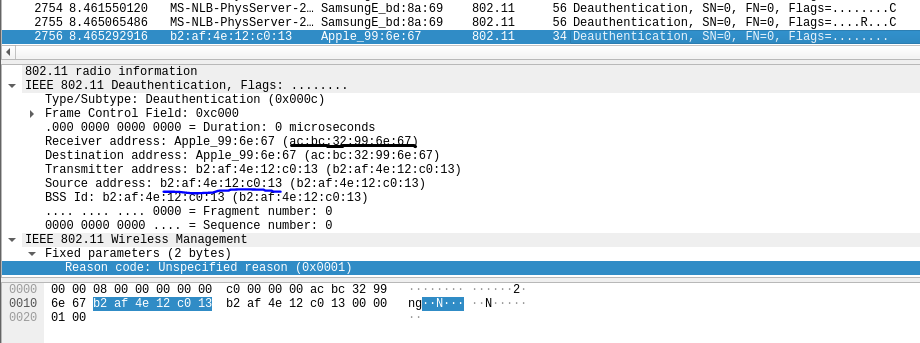 2754 8.461550120 MS-NLB-PhysServer-2… SamsungE_bd:8a:69 802.11 56 Deauthentication, SN=0, FN=0, Flags=........C
2755 8.465065486 MS-NLB-PhysServer-2… SamsungE_bd:8a:69 802.11 56 Deauthentication, SN=0, FN=0, Flags=....R...C
2756 8.465292916 b2:af:4e:12:c0:13 Apple_99:6e:67 802.11 34 Deauthentication, SN=0, FN=0, Flags=........
802.11 radio information
IEEE 802.11 Deauthentication, Flags: ........
Type/Subtype: Deauthentication (0x000c)
Frame Control Field: 0xc000
.000 0000 0000 0000 = Duration: 0 microseconds
Receiver address: Apple_99:6e:67 (ac:bc:32:99:6e:67)
Destination address: Apple_99:6e:67 (ac:bc:32:99:6e:67)
Transmitter address: b2:af:4e:12:c0:13 (b2:af:4e:12:c0:13)
Source address: b2:af:4e:12:c0:13 (b2:af:4e:12:c0:13)
BSS Id: b2:af:4e:12:c0:13 (b2:af:4e:12:c0:13)
.... .... .... 0000 = Fragment number: 0
0000 0000 0000 .... = Sequence number: 0
IEEE 802.11 Wireless Management
Fixed parameters (2 bytes)
Reason code: Unspecified reason (0x0001)
0000 00 00 08 00 00 00 00 00 c0 00 00 00 ac bc 32 99 ········ ······2·
0010 6e 67 b2 af 4e 12 c0 13 b2 af 4e 12 c0 13 00 00 ng··N··· ··N·····
0020 01 00 ··